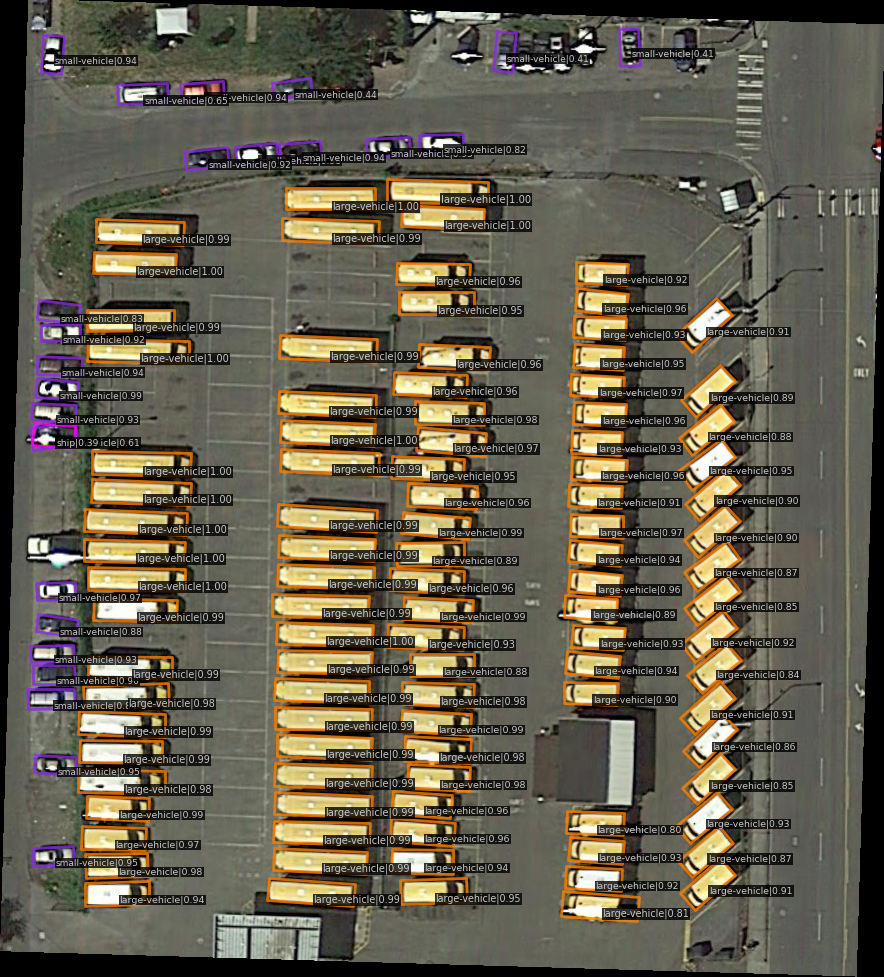 small-vehicle|0.94
small-vehicle|0.41
small-vehicle|0.41
small-vehicle|0.65
-vehicle|0.94
small-vehicle|0.44
small-vehicle|0.92
small-vehicle|0.94
small-vehicle|0.82
large-vehicle|1.00
large-vehicle|1.00
large-vehicle|1.00
large-vehicle|0.99
large-vehicle|0.99
large-vehicle|1.00
large-vehicle|0.96
large-vehicle|0.92
large-vehicle|0.95
large-vehicle|0.96
small-vehicle|0.83
large-vehicle|0.99
large-vehicle|0.93
large-vehicle|0.91
small-vehicle|0.92
large-vehicle|1.00
large-vehicle|0.99
large-vehicle|0.96
large-vehicle|0.95
small-vehicle|0.94
ONLY
small-vehicle|0.99
large-vehicle|0.96
large-vehicle|0.97
large-vehicle|0.89
small-vehicle|0.93
large-vehicle|0.99
large-vehicle|0.98
large-vehicle|0.96
large-vehicle|0.88
ship|0.39
icle|0.61
large-vehicle|1.00
large-vehicle|0.97
large-vehicle|0.93
large-vehicle|1.00
large-vehicle|0.99
large-vehicle|0.95
large-vehicle|0.96
large-vehicle|0.95
large-vehicle|1.00
large-vehicle|0.96
large-vehicle|0.91
large-vehicle|0.90
large-vehicle|1.00
large-vehicle|0.99
large-vehicle|0.99
large-vehicle|0.97
large-vehicle|0.90
large-vehicle|1.00
large-vehicle|0.99
large-vehicle|0.89
large-vehicle|0.94
large-vehicle|0.87
large-vehicle|1.00
large-vehicle|0.99
large-vehicle|0.96
large-vehicle|0.96
small-vehicle|0.97
large-vehicle|0.99
large-vehicle|0.99
large-vehicle|0.99
large-vehicle|0.89
large-vehicle|0.85
small-vehicle|0.88
large-vehicle|1.00
large-vehicle|0.93
large-vehicle|0.93
large-vehicle|0.92
small-vehicle|0.93
large-vehicle|0.99
large-vehicle|0.99
large-vehicle|0.88
large-vehicle|0.94
large-vehicle|0.84
large-vehicle|0.98
large-vehicle|0.99
large-vehicle|0.98
large-vehicle|0.90
large-vehicle|0.91
large-vehicle|0.99
large-vehicle|0.99
large-vehicle|0.99
large-vehicle|0.86
small-vehicle|0.95
large-vehicle|0.99
large-vehicle|0.98
large-vehicle|0.98
large-vehicle|0.99
large-vehicle|0.98
large-vehicle|0.85
large-vehicle|0.99
large-vehicle|0.99
large-vehicle|0.96
large-vehicle|0.80
large-vehicle|0.93
large-vehicle|0.97
large-vehicle|0.99
large-vehicle|0.96
large-vehicle|0.93
large-vehicle|0.87
small-vehicle|0.95
large-vehicle|0.98
large-vehicle|0.99
large-vehicle|0.94
large-vehicle|0.92
large-vehicle|0.91
large-vehicle|0.94
large-vehicle|0.99
large-vehicle|0.95
large-vehicle|0.81